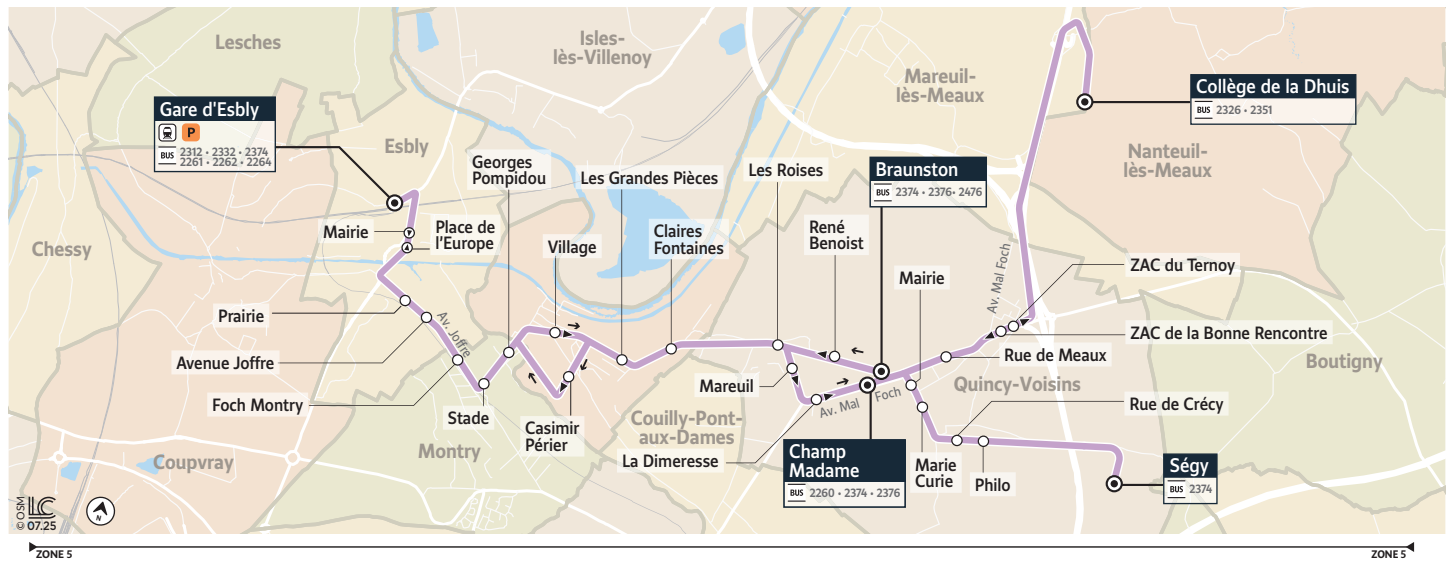 Lesches
Isles-
lès-Villenoy
Mareuil-
lès-Meaux
Collège de la Dhuis
BUS 2326 • 2351
Gare d'Esbly
P
BUS 2312 • 2332 • 2374
2261 • 2262 • 2264
Esbly
Georges
Pompidou
Les Grandes Pièces
Les Roises
Braunston
BUS 2374 • 2376 • 2476
Nanteuil-
lès-Meaux
Chessy
Mairie
Place de
l'Europe
Village
Claires
Fontaines
René
Benoist
Mairie
Av. Mal Foch
ZAC du Ternoy
Prairie
Avenue Joffre
Av. Joffre
ZAC de la Bonne Rencontre
Rue de Meaux
Boutigny
Foch Montry
Stade
Casimir
Périer
Mareuil
Av. Mal Foch
Quincy-Voisins
Rue de Crécy
Couilly-Pont-
aux-Dames
Montry
Coupvray
La Dimeresse
Champ
Madame
BUS 2260 • 2374 • 2376
Marie
Curie
Philo
Ségy
BUS 2374
© OSM
LC
07.25
N
ZONE 5
ZONE 5